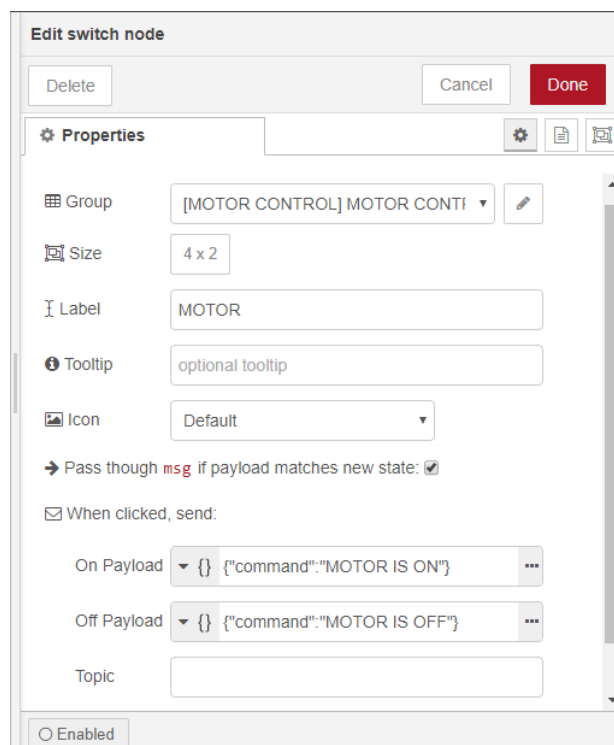 Edit switch node
Delete Cancel Done
Properties
Group [MOTOR CONTROL] MOTOR CONTR
Size 4 x 2
Label MOTOR
Tooltip optional tooltip
Icon Default
Pass though msg if payload matches new state:
When clicked, send:
On Payload {} {"command":"MOTOR IS ON"}
Off Payload {} {"command":"MOTOR IS OFF"}
Topic
Enabled